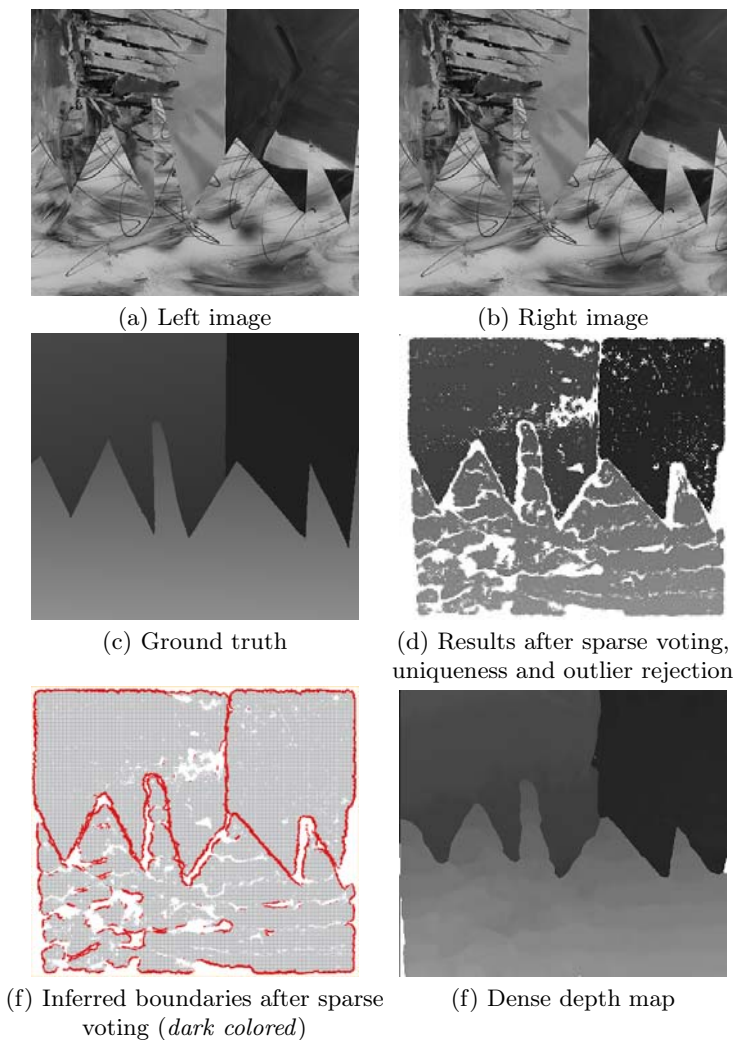 (a) Left image
(b) Right image
(c) Ground truth
(d) Results after sparse voting,
uniqueness and outlier rejection
(f) Inferred boundaries after sparse
voting (dark colored)
(f) Dense depth map